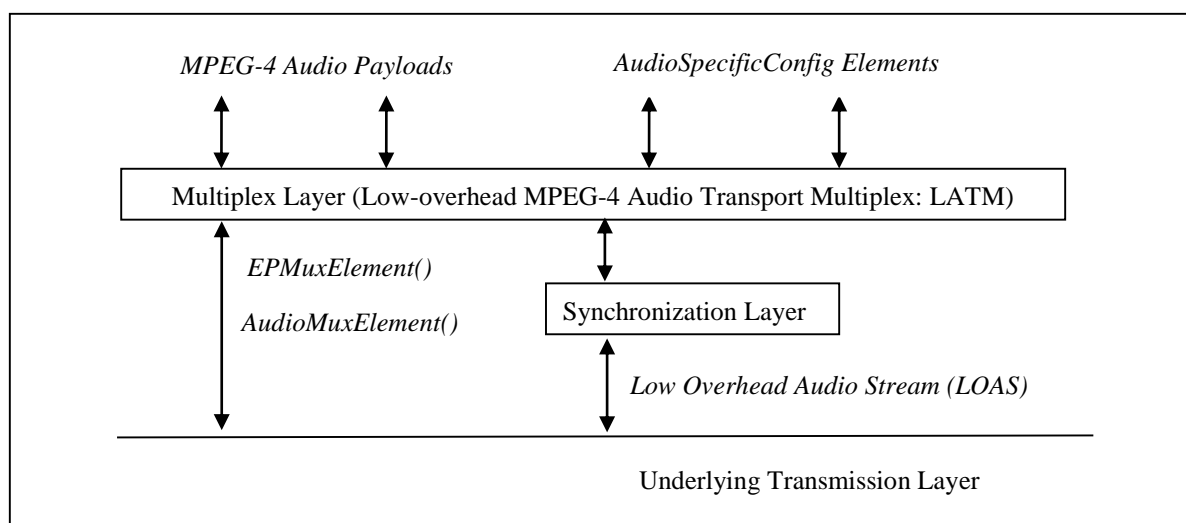 MPEG-4 Audio Payloads
AudioSpecificConfig Elements
Multiplex Layer (Low-overhead MPEG-4 Audio Transport Multiplex: LATM)
EPMuxElement()
AudioMuxElement()
Synchronization Layer
Low Overhead Audio Stream (LOAS)
Underlying Transmission Layer